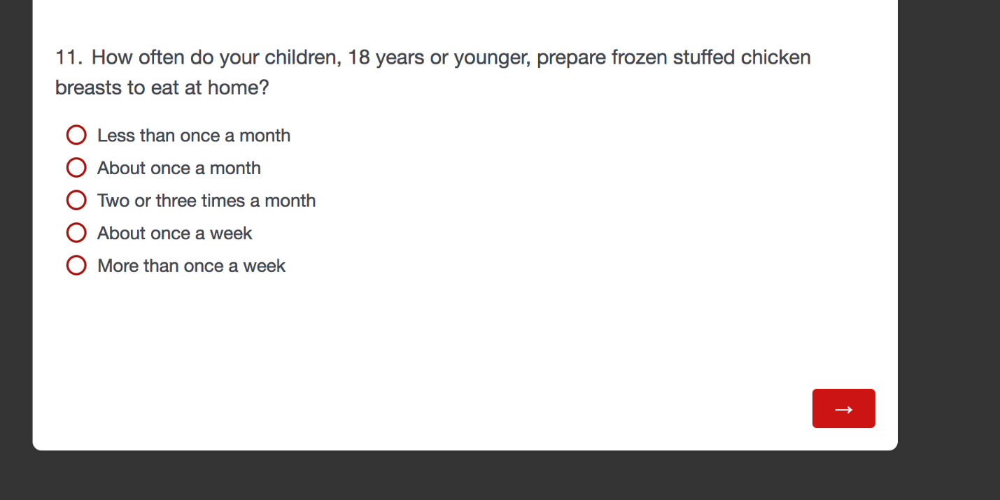 11. How often do your children, 18 years or younger, prepare frozen stuffed chicken
breasts to eat at home?
Less than once a month
About once a month
Two or three times a month
About once a week
More than once a week
→